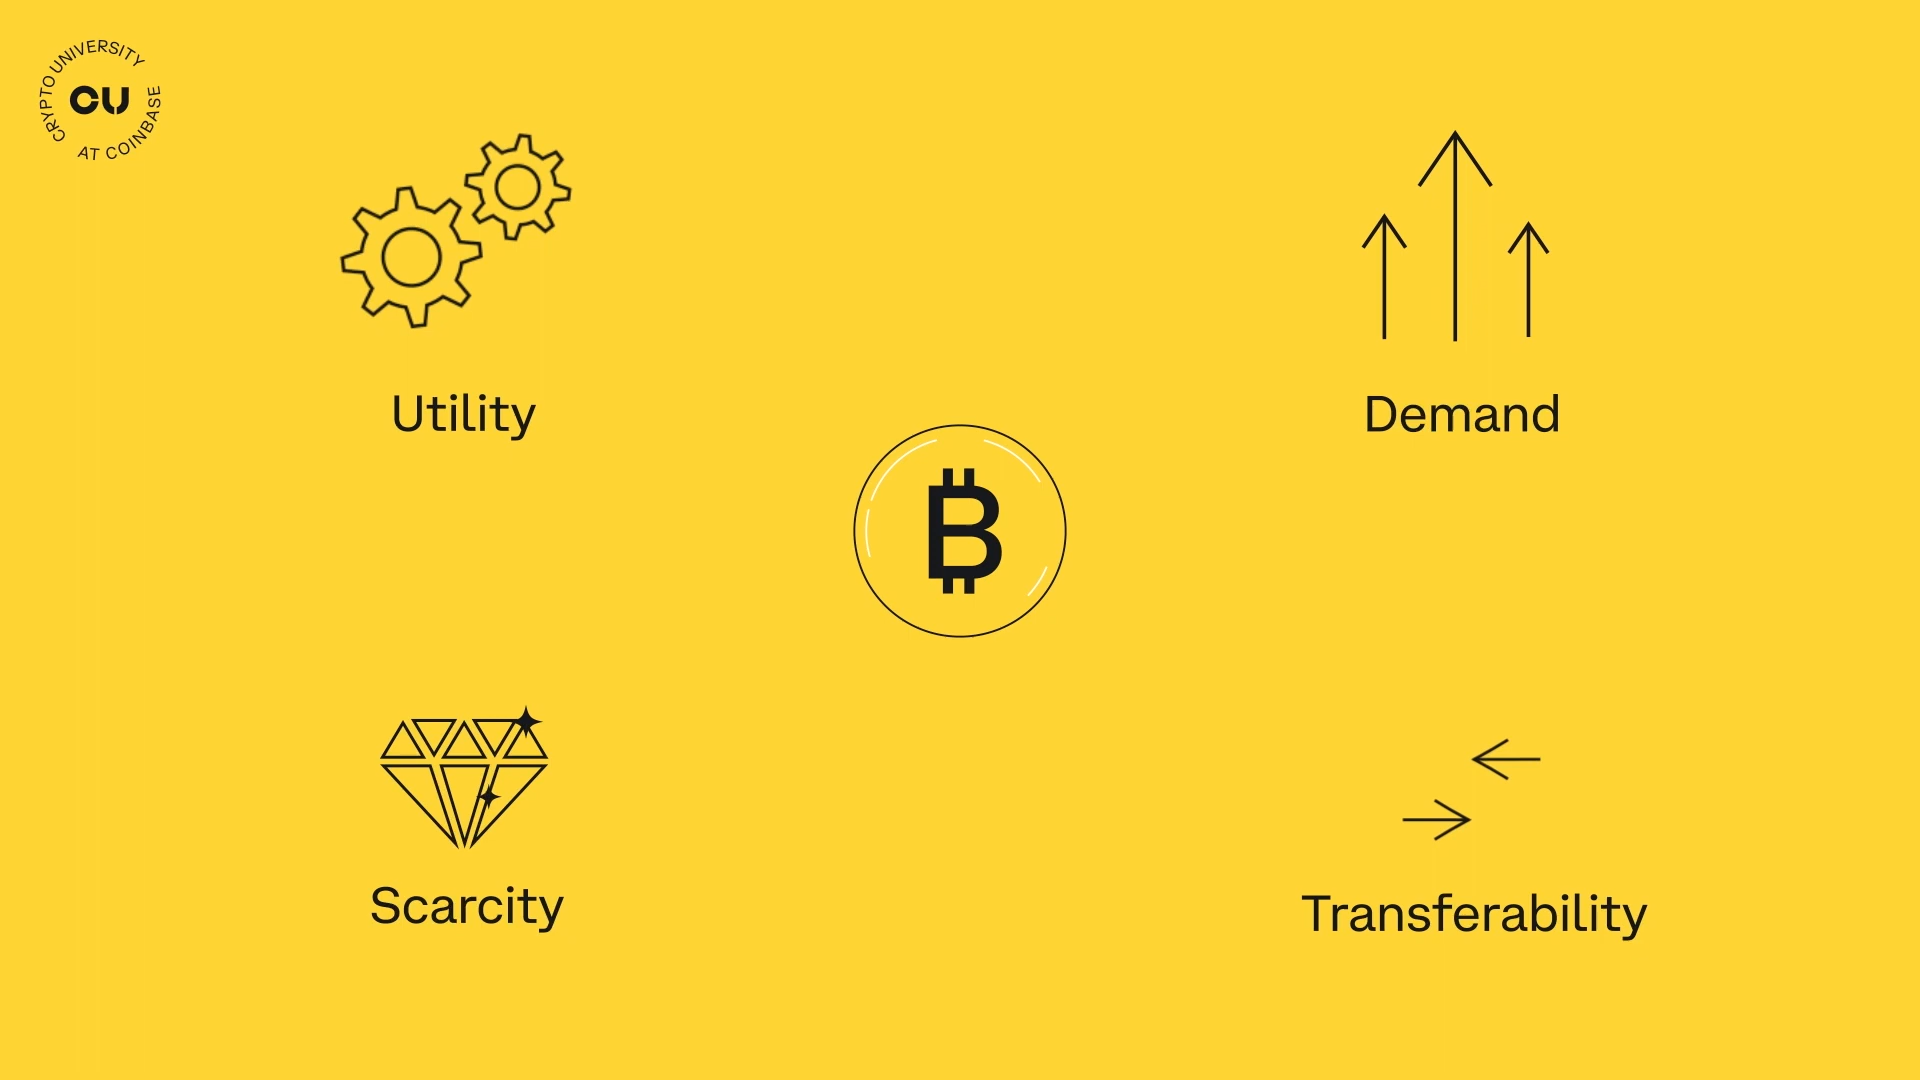 CRYPTO UNIVERSITY
CU
AT COINBASE
Utility
Demand
Scarcity
Transferability